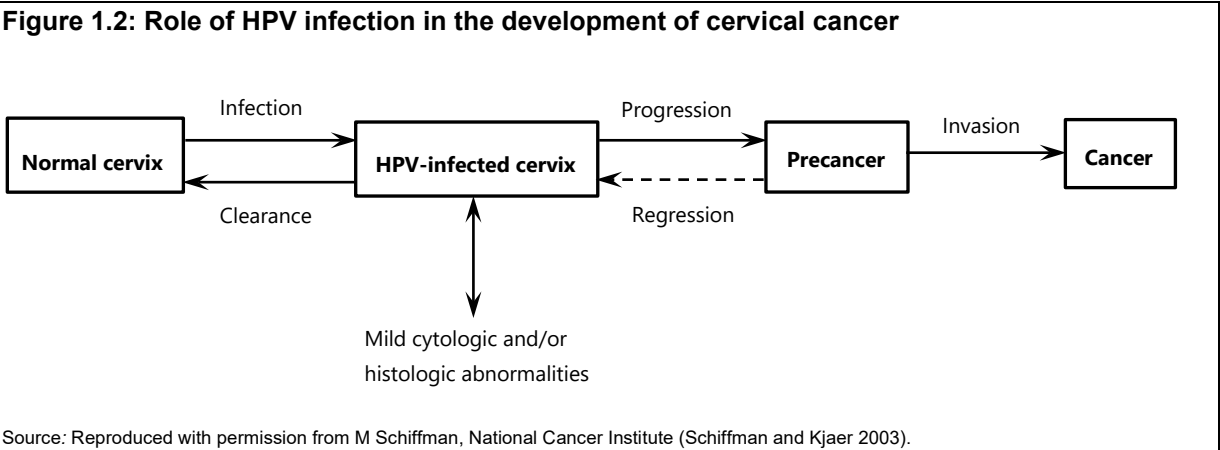 Figure 1.2: Role of HPV infection in the development of cervical cancer
Infection
Progression
Invasion
Normal cervix
HPV-infected cervix
Precancer
Cancer
Clearance
Regression
Mild cytologic and/or
histologic abnormalities
Source: Reproduced with permission from M Schiffman, National Cancer Institute (Schiffman and Kjaer 2003).